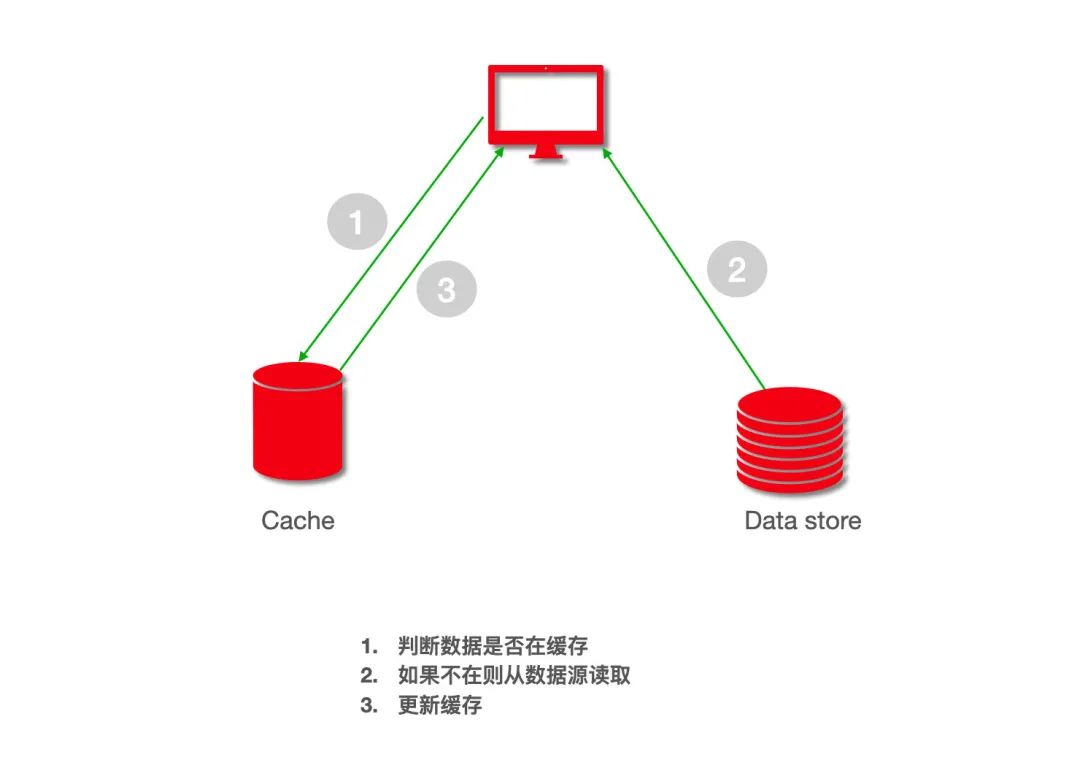 1
3
2
Cache
Data store
1. 判断数据是否在缓存
2. 如果不在则从数据源读取
3. 更新缓存